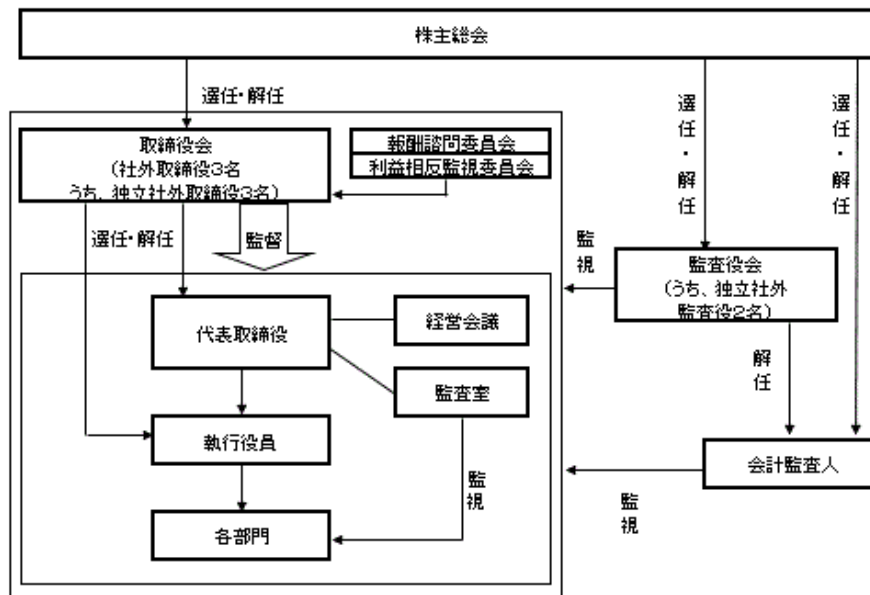 株主総会
選任・解任
選任・解任
選任・解任
取締役会
(社外取締役3名
うち、独立社外取締役3名)
報酬諮問委員会
利益相反監視委員会
選任・解任
監督
監視
監査役会
(うち、独立社外
監査役2名)
代表取締役
経営会議
解任
監査室
執行役員
会計監査人
監視
監視
各部門